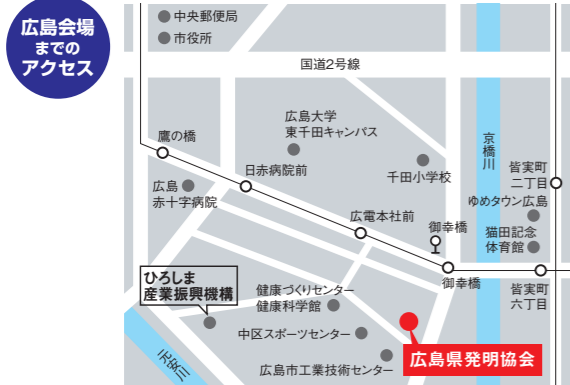 広島会場
までの
アクセス
中央郵便局
市役所
国道2号線
広島大学
東千田キャンパス
鷹の橋
日赤病院前
千田小学校
京橋川
皆実町
二丁目
広島
赤十字病院
ゆめタウン広島
広電本社前
御幸橋
猫田記念
体育館
御幸橋
皆実町
六丁目
ひろしま
産業振興機構
健康づくりセンター
健康科学館
中区スポーツセンター
元安川
広島市工業技術センター
広島県発明協会